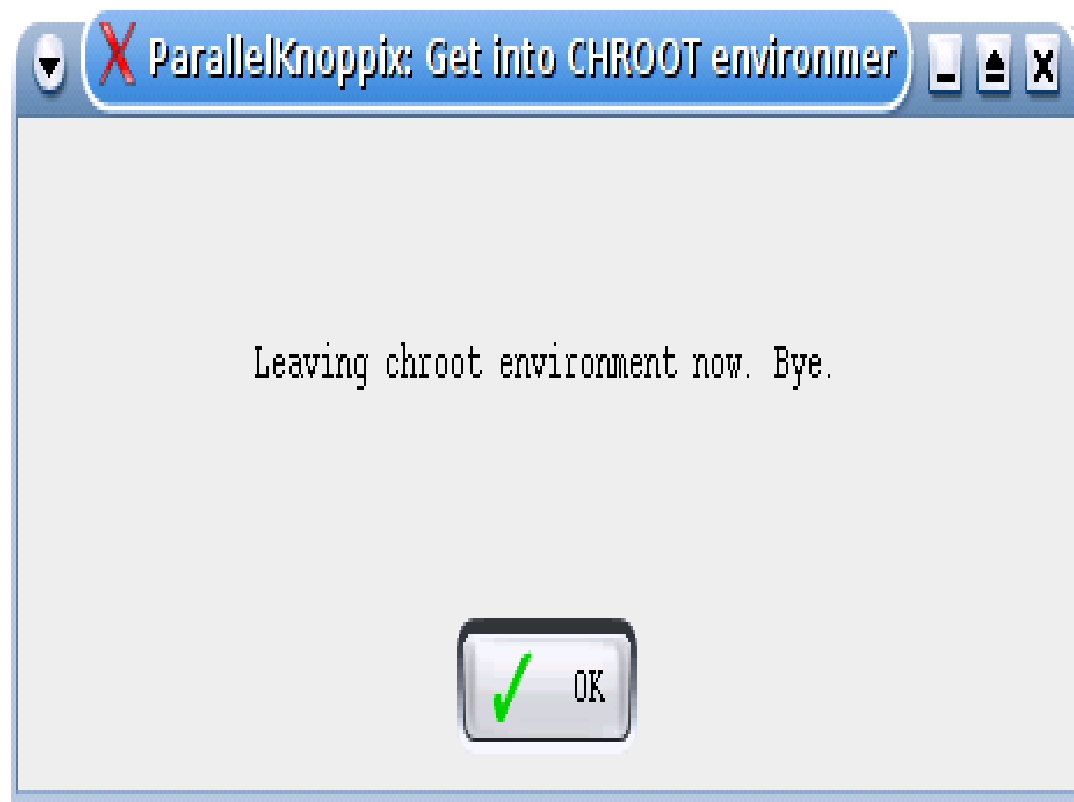 ParallelKnoppix: Get into CHROOT environmer
Leaving chroot environment now. Bye.
OK